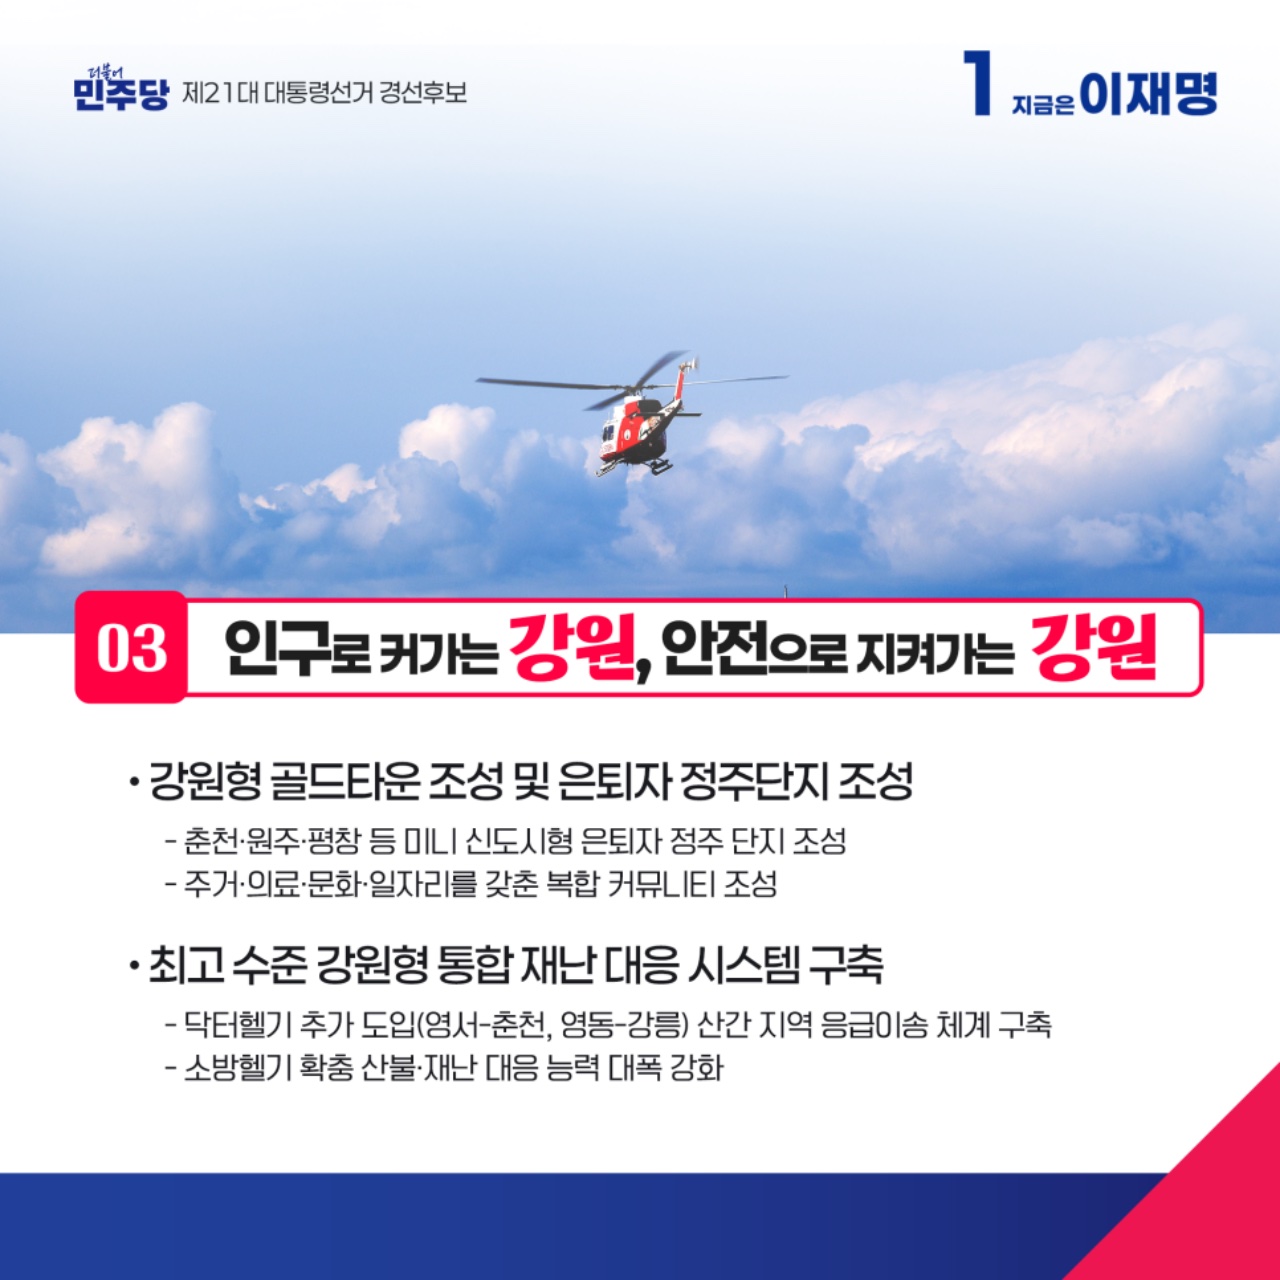 더불어
민주당 제21대 대통령선거 경선후보
1 지금은 이재명
03 인구로 커가는 강원, 안전으로 지켜가는 강원
• 강원형 골드타운 조성 및 은퇴자 정주단지 조성
- 춘천·원주·평창 등 미니 신도시형 은퇴자 정주 단지 조성
- 주거·의료·문화·일자리를 갖춘 복합 커뮤니티 조성
• 최고 수준 강원형 통합 재난 대응 시스템 구축
- 닥터헬기 추가 도입(영서-춘천, 영동-강릉) 산간 지역 응급이송 체계 구축
- 소방헬기 확충 산불·재난 대응 능력 대폭 강화